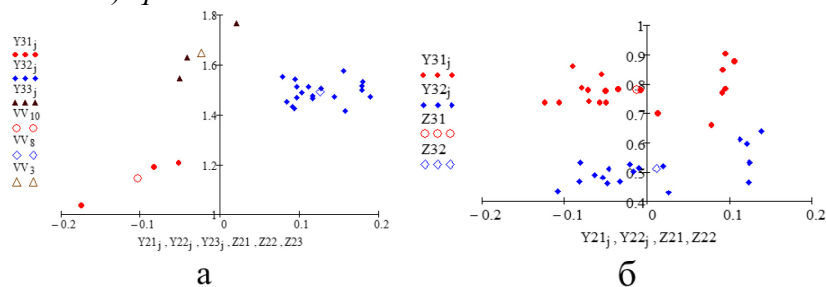 1.8
1.6
1.4
1.2
1
−0.2
−0.1
0
0.1
0.2
Y31j
Y32j
Y33j
VV10
VV8
VV3
Y21j , Y22j , Y23j , Z21 , Z22 , Z23
а
1
0.9
0.8
0.7
0.6
0.5
0.4
−0.2
−0.1
0
0.1
0.2
Y31j
Y32j
Z31
Z32
Y21j , Y22j , Z21, Z22
б